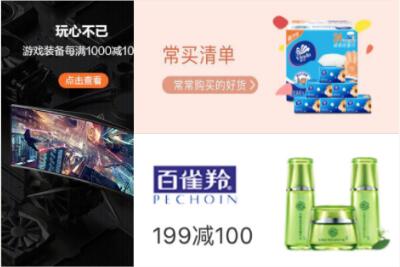 玩心不已
游戏装备每满1000减10
点击查看
常买清单
常常购买的好货
Vinda
百雀羚
PECHOIN
199减100